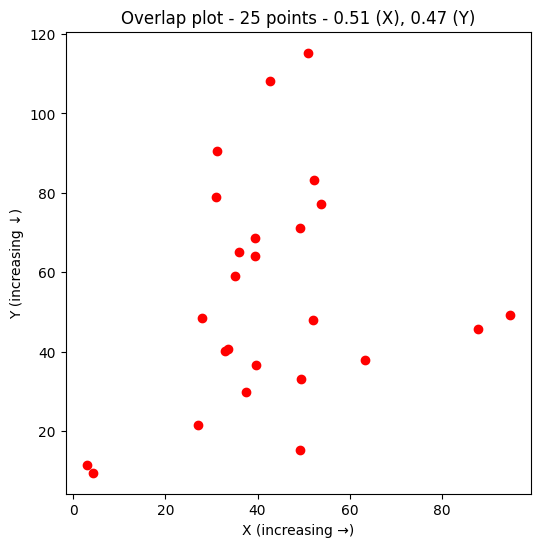 Overlap plot - 25 points - 0.51 (X), 0.47 (Y)
120
100
80
60
40
20
Y (increasing ↓)
0 20 40 60 80
X (increasing →)